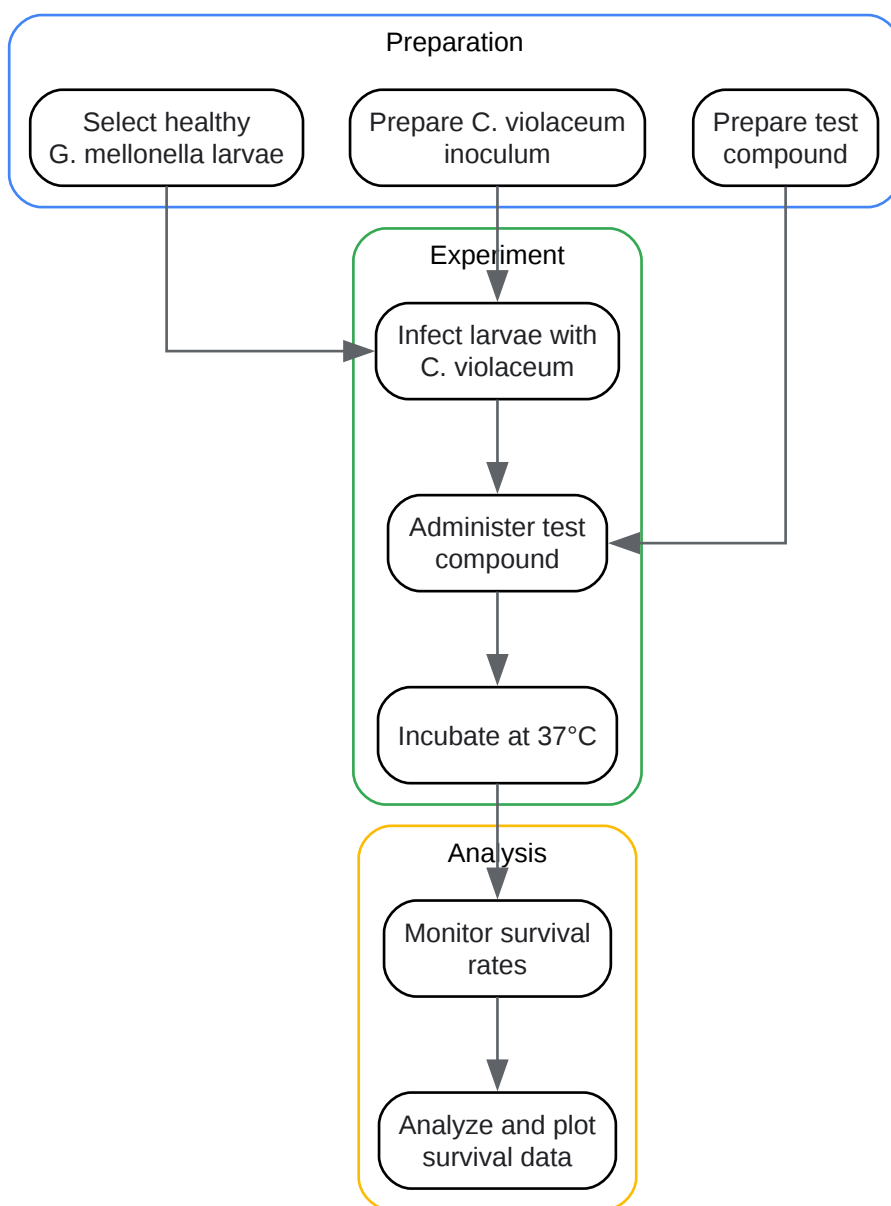 Preparation
Select healthy
G. mellonella larvae
Prepare C. violaceum
inoculum
Prepare test
compound
Experiment
Infect larvae with
C. violaceum
Administer test
compound
Incubate at 37°C
Analysis
Monitor survival
rates
Analyze and plot
survival data